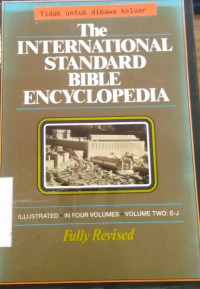 Tidak untuk dibawa keluar
The
INTERNATIONAL
STANDARD
BIBLE
ENCYCLOPEDIA
ILLUSTRATED • IN FOUR VOLUMES • VOLUME TWO: E-J
Fully Revised